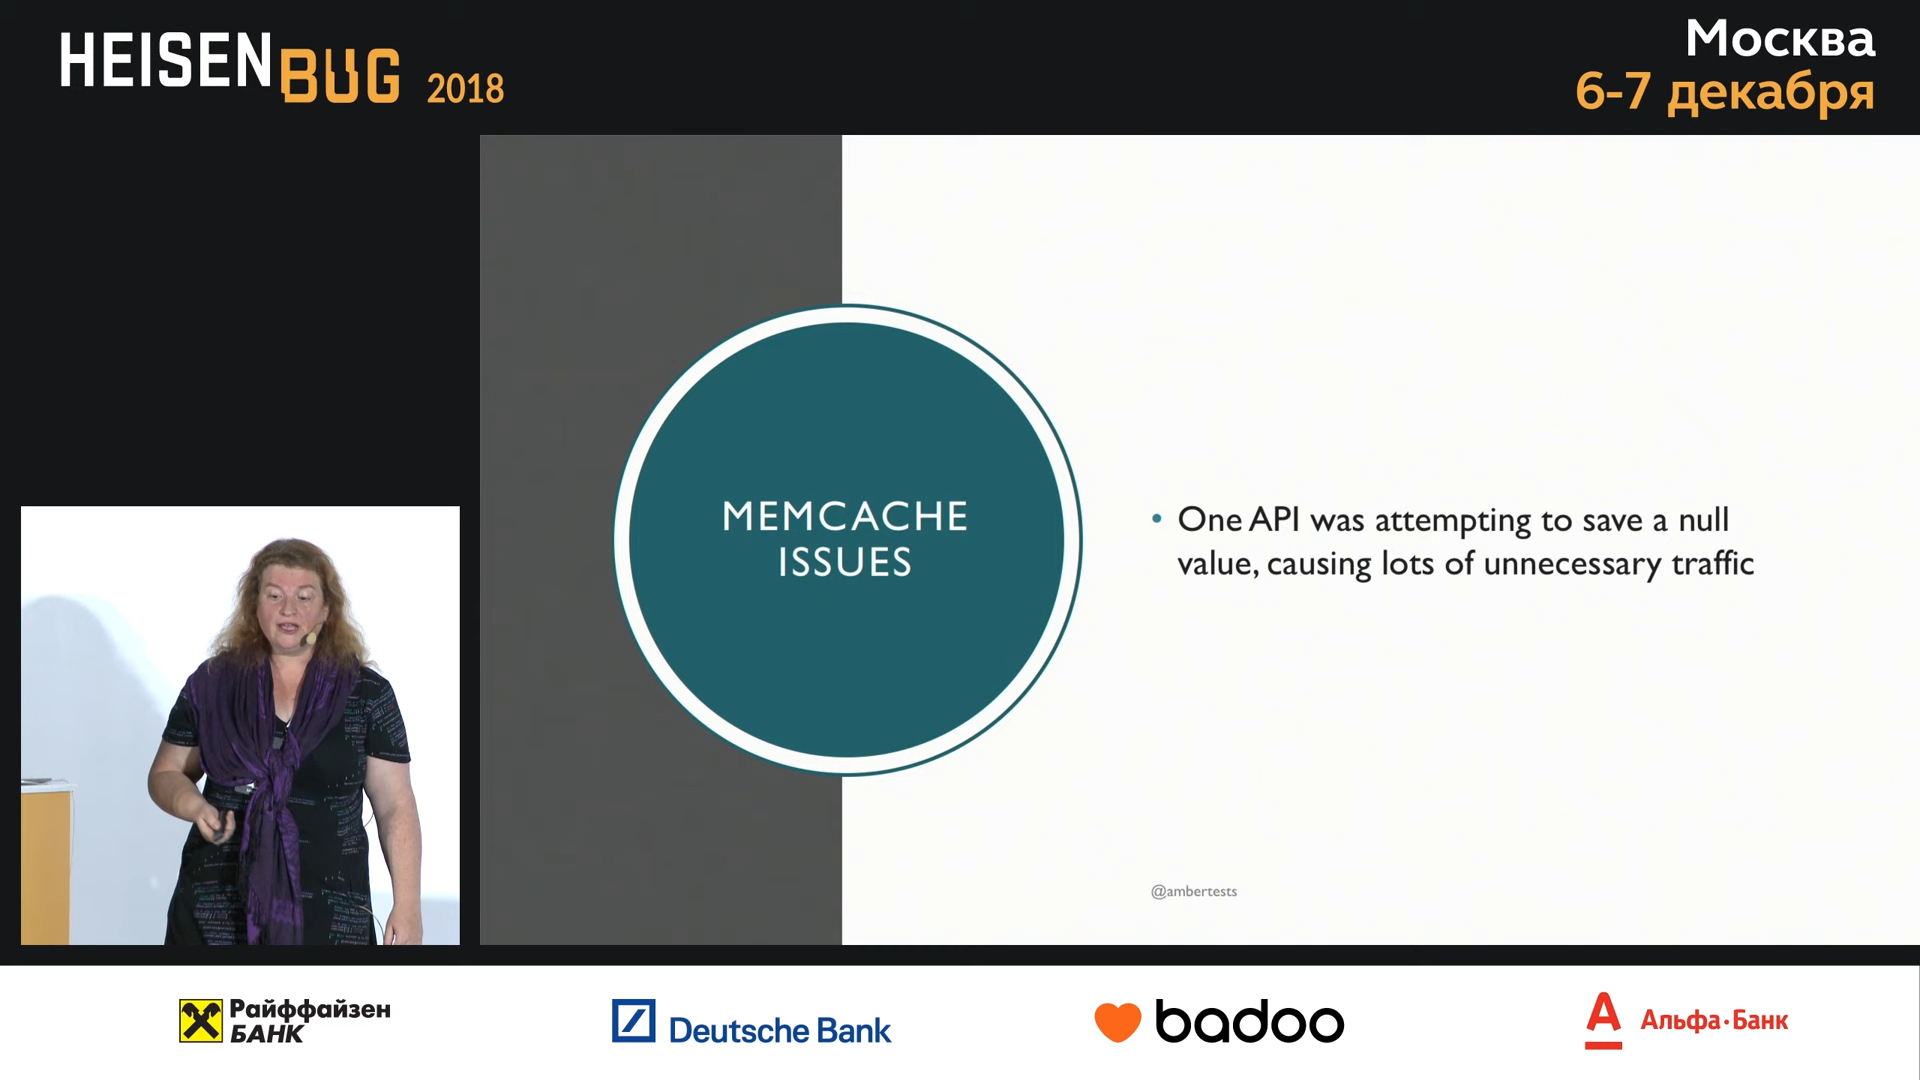 HEISENBUG 2018
Москва
6-7 декабря
MEMCACHE
ISSUES
• One API was attempting to save a null
value, causing lots of unnecessary traffic
@ambertests
Райффайзен
БАНК
Deutsche Bank
badoo
Альфа·Банк